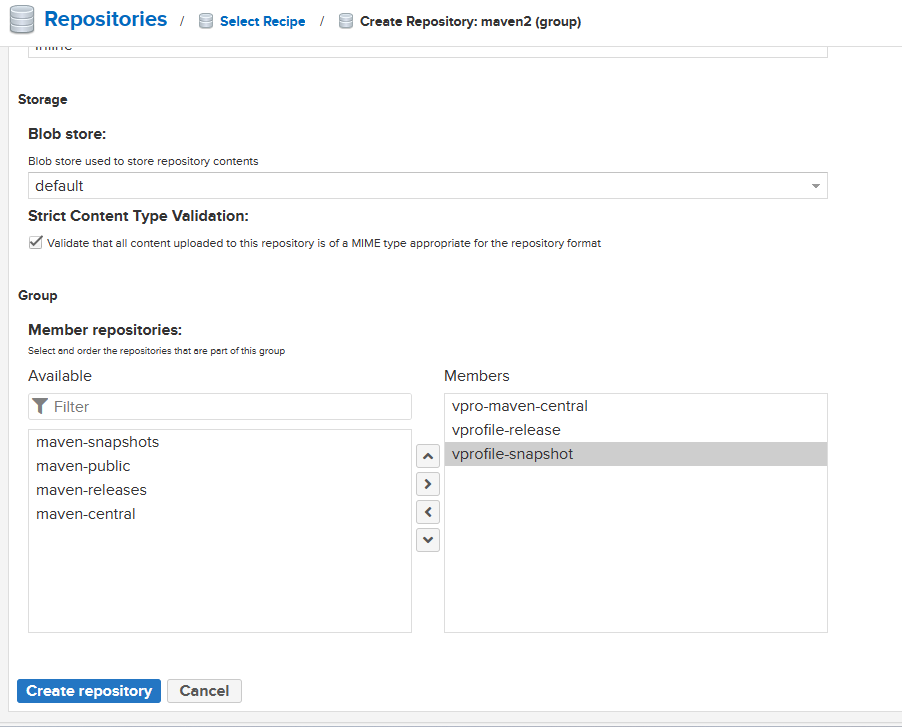 Repositories / Select Recipe / Create Repository: maven2 (group)
Storage
Blob store:
Blob store used to store repository contents
default
Strict Content Type Validation:
Validate that all content uploaded to this repository is of a MIME type appropriate for the repository format
Group
Member repositories:
Select and order the repositories that are part of this group
Available
Filter
maven-snapshots
maven-public
maven-releases
maven-central
Members
vpro-maven-central
vprofile-release
vprofile-snapshot
Create repository Cancel